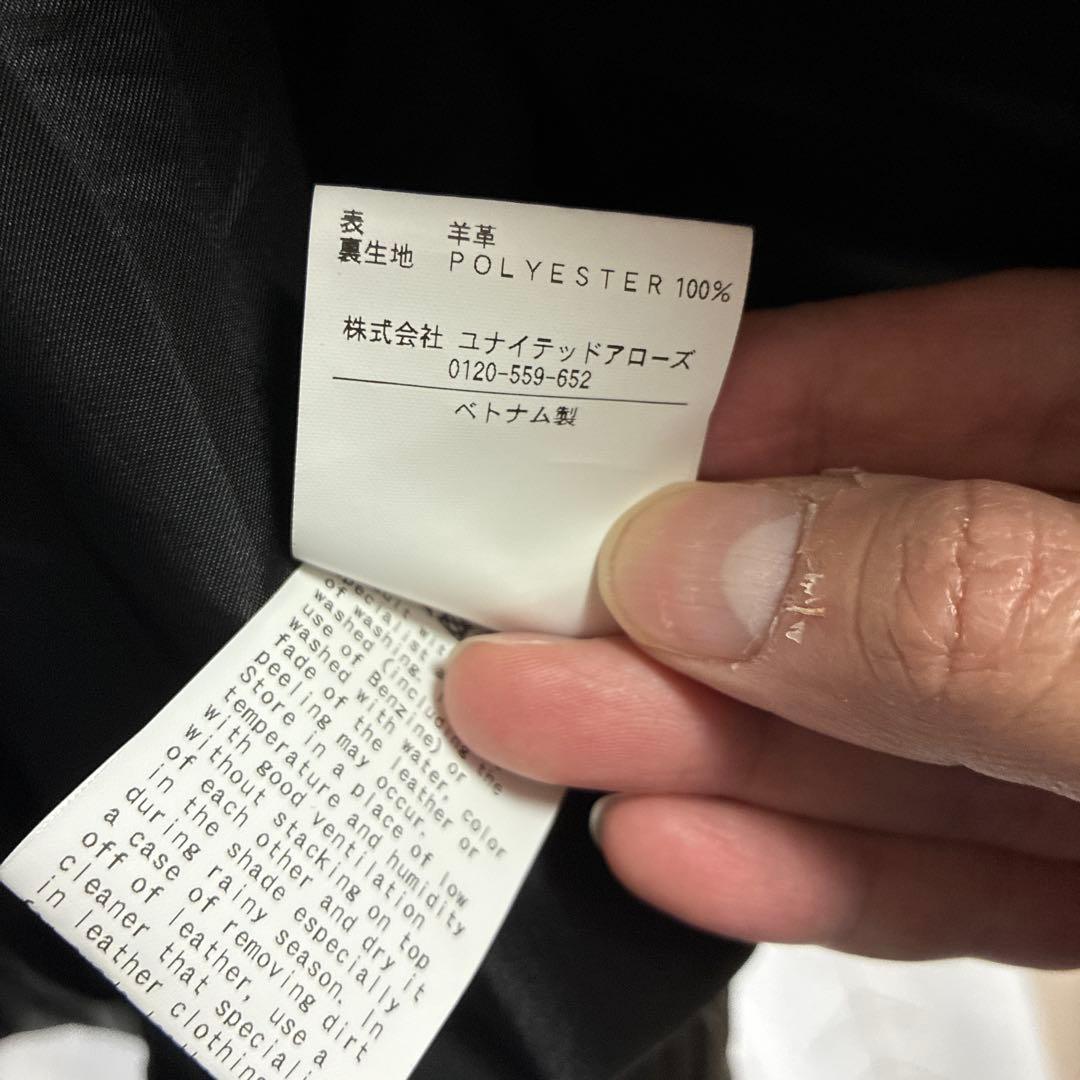 表 羊革
裏生地 POLYESTER 100%
株式会社 ユナイテッドアローズ
0120-559-652
ベトナム製
of washing.
washed (including the
use of Benzine) or
washed with water, color
fade of the leather or
peeling may occur.
Store in a place of low
temperature and humidity
with good ventilation
without stacking on top
of each other and dry it
in the shade especially
during rainy season. In
a case of removing dirt
off of leather, use a
cleaner that speciali
in leather clothing